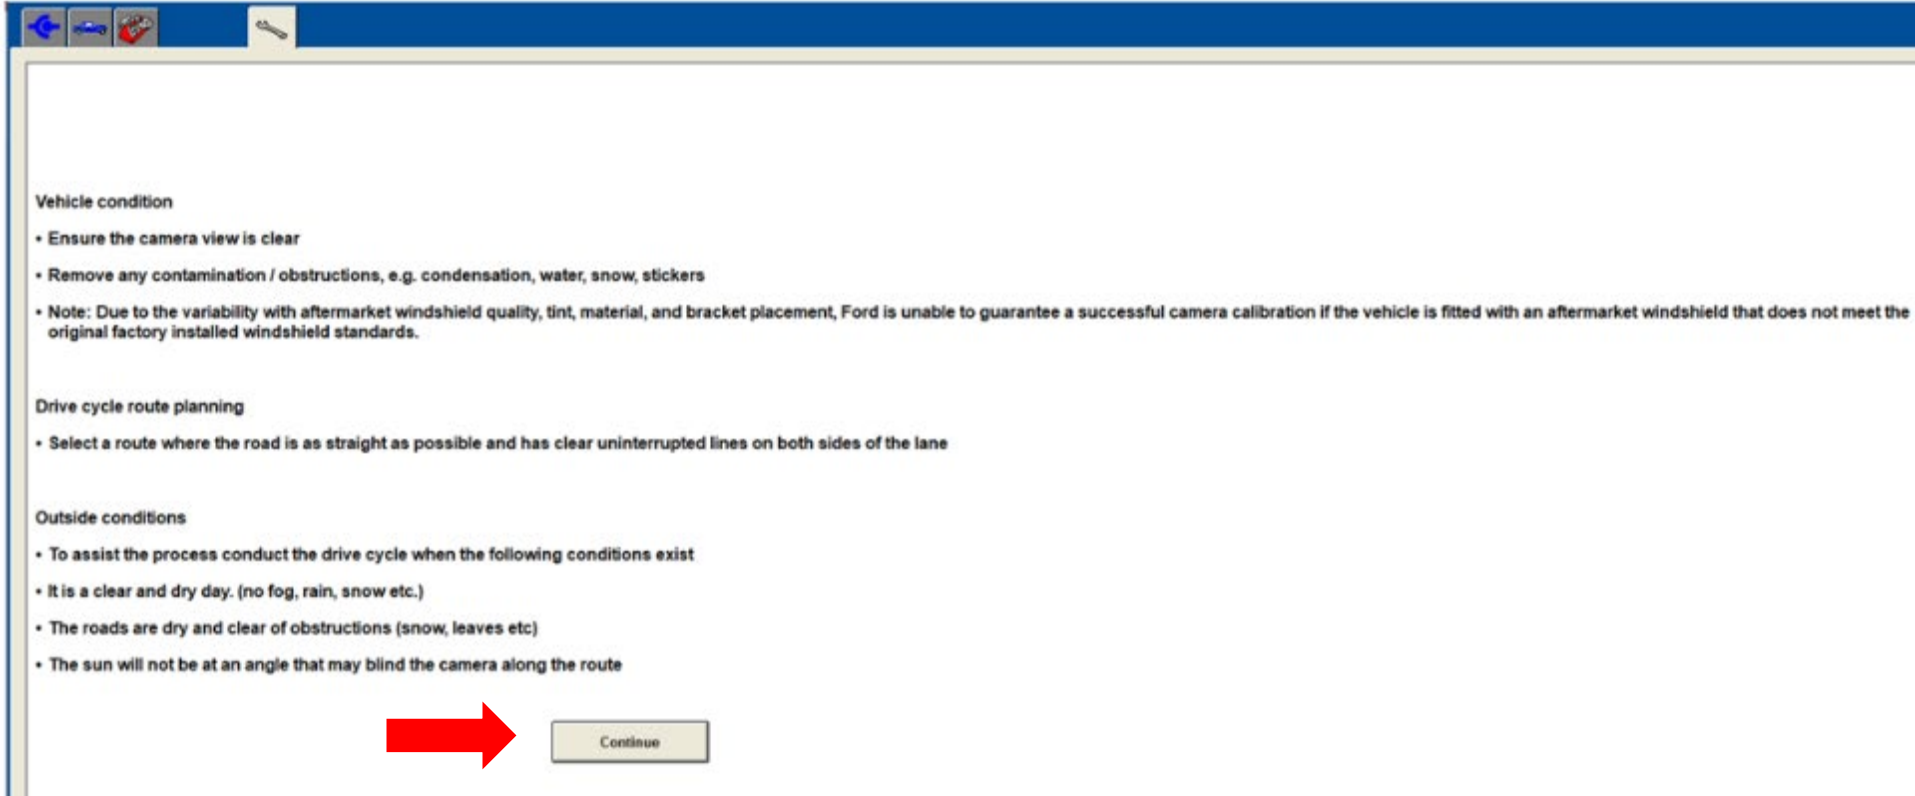 Vehicle condition
• Ensure the camera view is clear
• Remove any contamination / obstructions, e.g. condensation, water, snow, stickers
• Note: Due to the variability with aftermarket windshield quality, tint, material, and bracket placement, Ford is unable to guarantee a successful camera calibration if the vehicle is fitted with an aftermarket windshield that does not meet the
original factory installed windshield standards.
Drive cycle route planning
• Select a route where the road is as straight as possible and has clear uninterrupted lines on both sides of the lane
Outside conditions
• To assist the process conduct the drive cycle when the following conditions exist
• It is a clear and dry day. (no fog, rain, snow etc.)
• The roads are dry and clear of obstructions (snow, leaves etc)
• The sun will not be at an angle that may blind the camera along the route
Continue